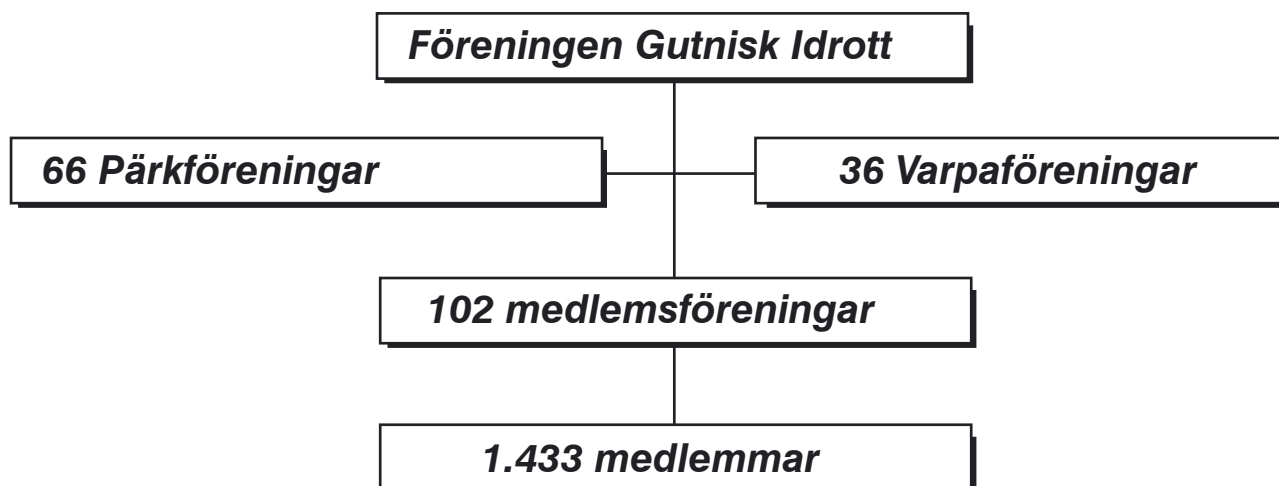 Föreningen Gutnisk Idrott
66 Pärkföreningar
36 Varpaföreningar
102 medlemsföreningar
1.433 medlemmar